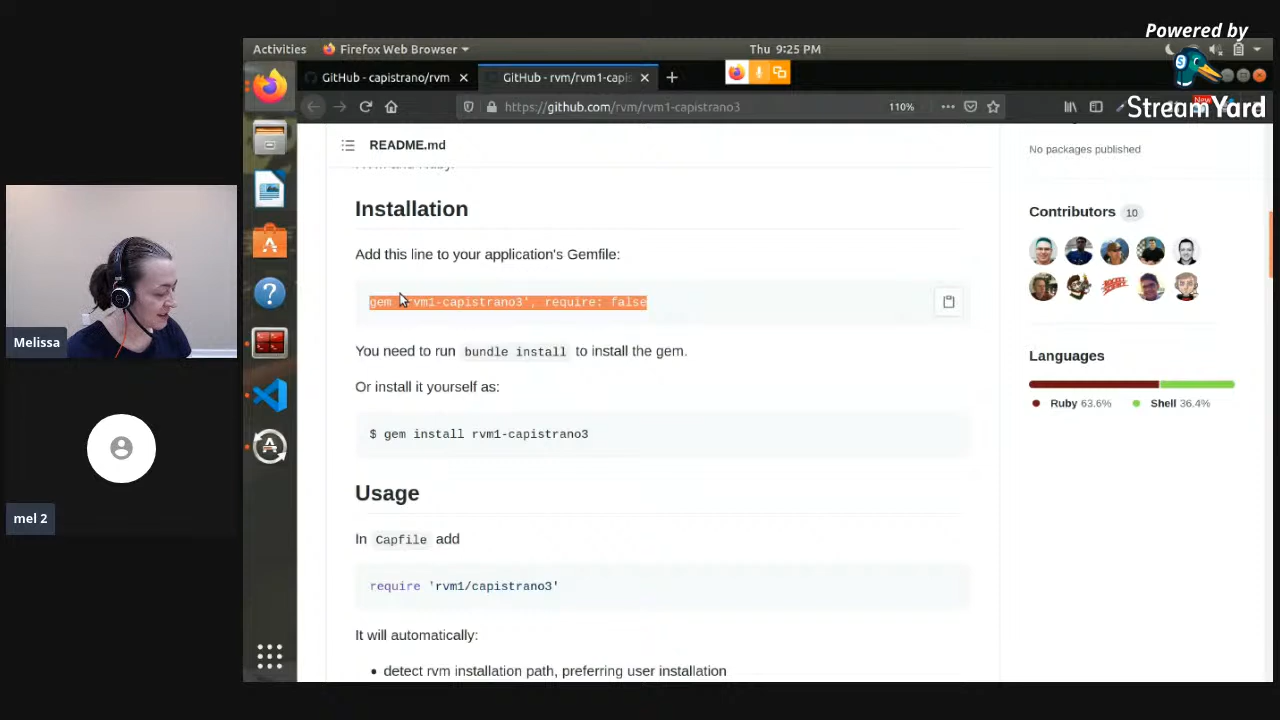 Powered by
StreamYard
Activities
Firefox Web Browser
Thu 9:25 PM
GitHub - capistrano/rvm
GitHub - rvm/rvm1-capis
https://github.com/rvm/rvm1-capistrano3
110%
New
README.md
No packages published
Installation
Contributors 10
Add this line to your application's Gemfile:
gem 'rvm1-capistrano3', require: false
You need to run bundle install to install the gem.
Languages
Or install it yourself as:
Ruby 63.6%
Shell 36.4%
$ gem install rvm1-capistrano3
Usage
In Capfile add
require 'rvm1/capistrano3'
It will automatically:
detect rvm installation path, preferring user installation
Melissa
mel 2